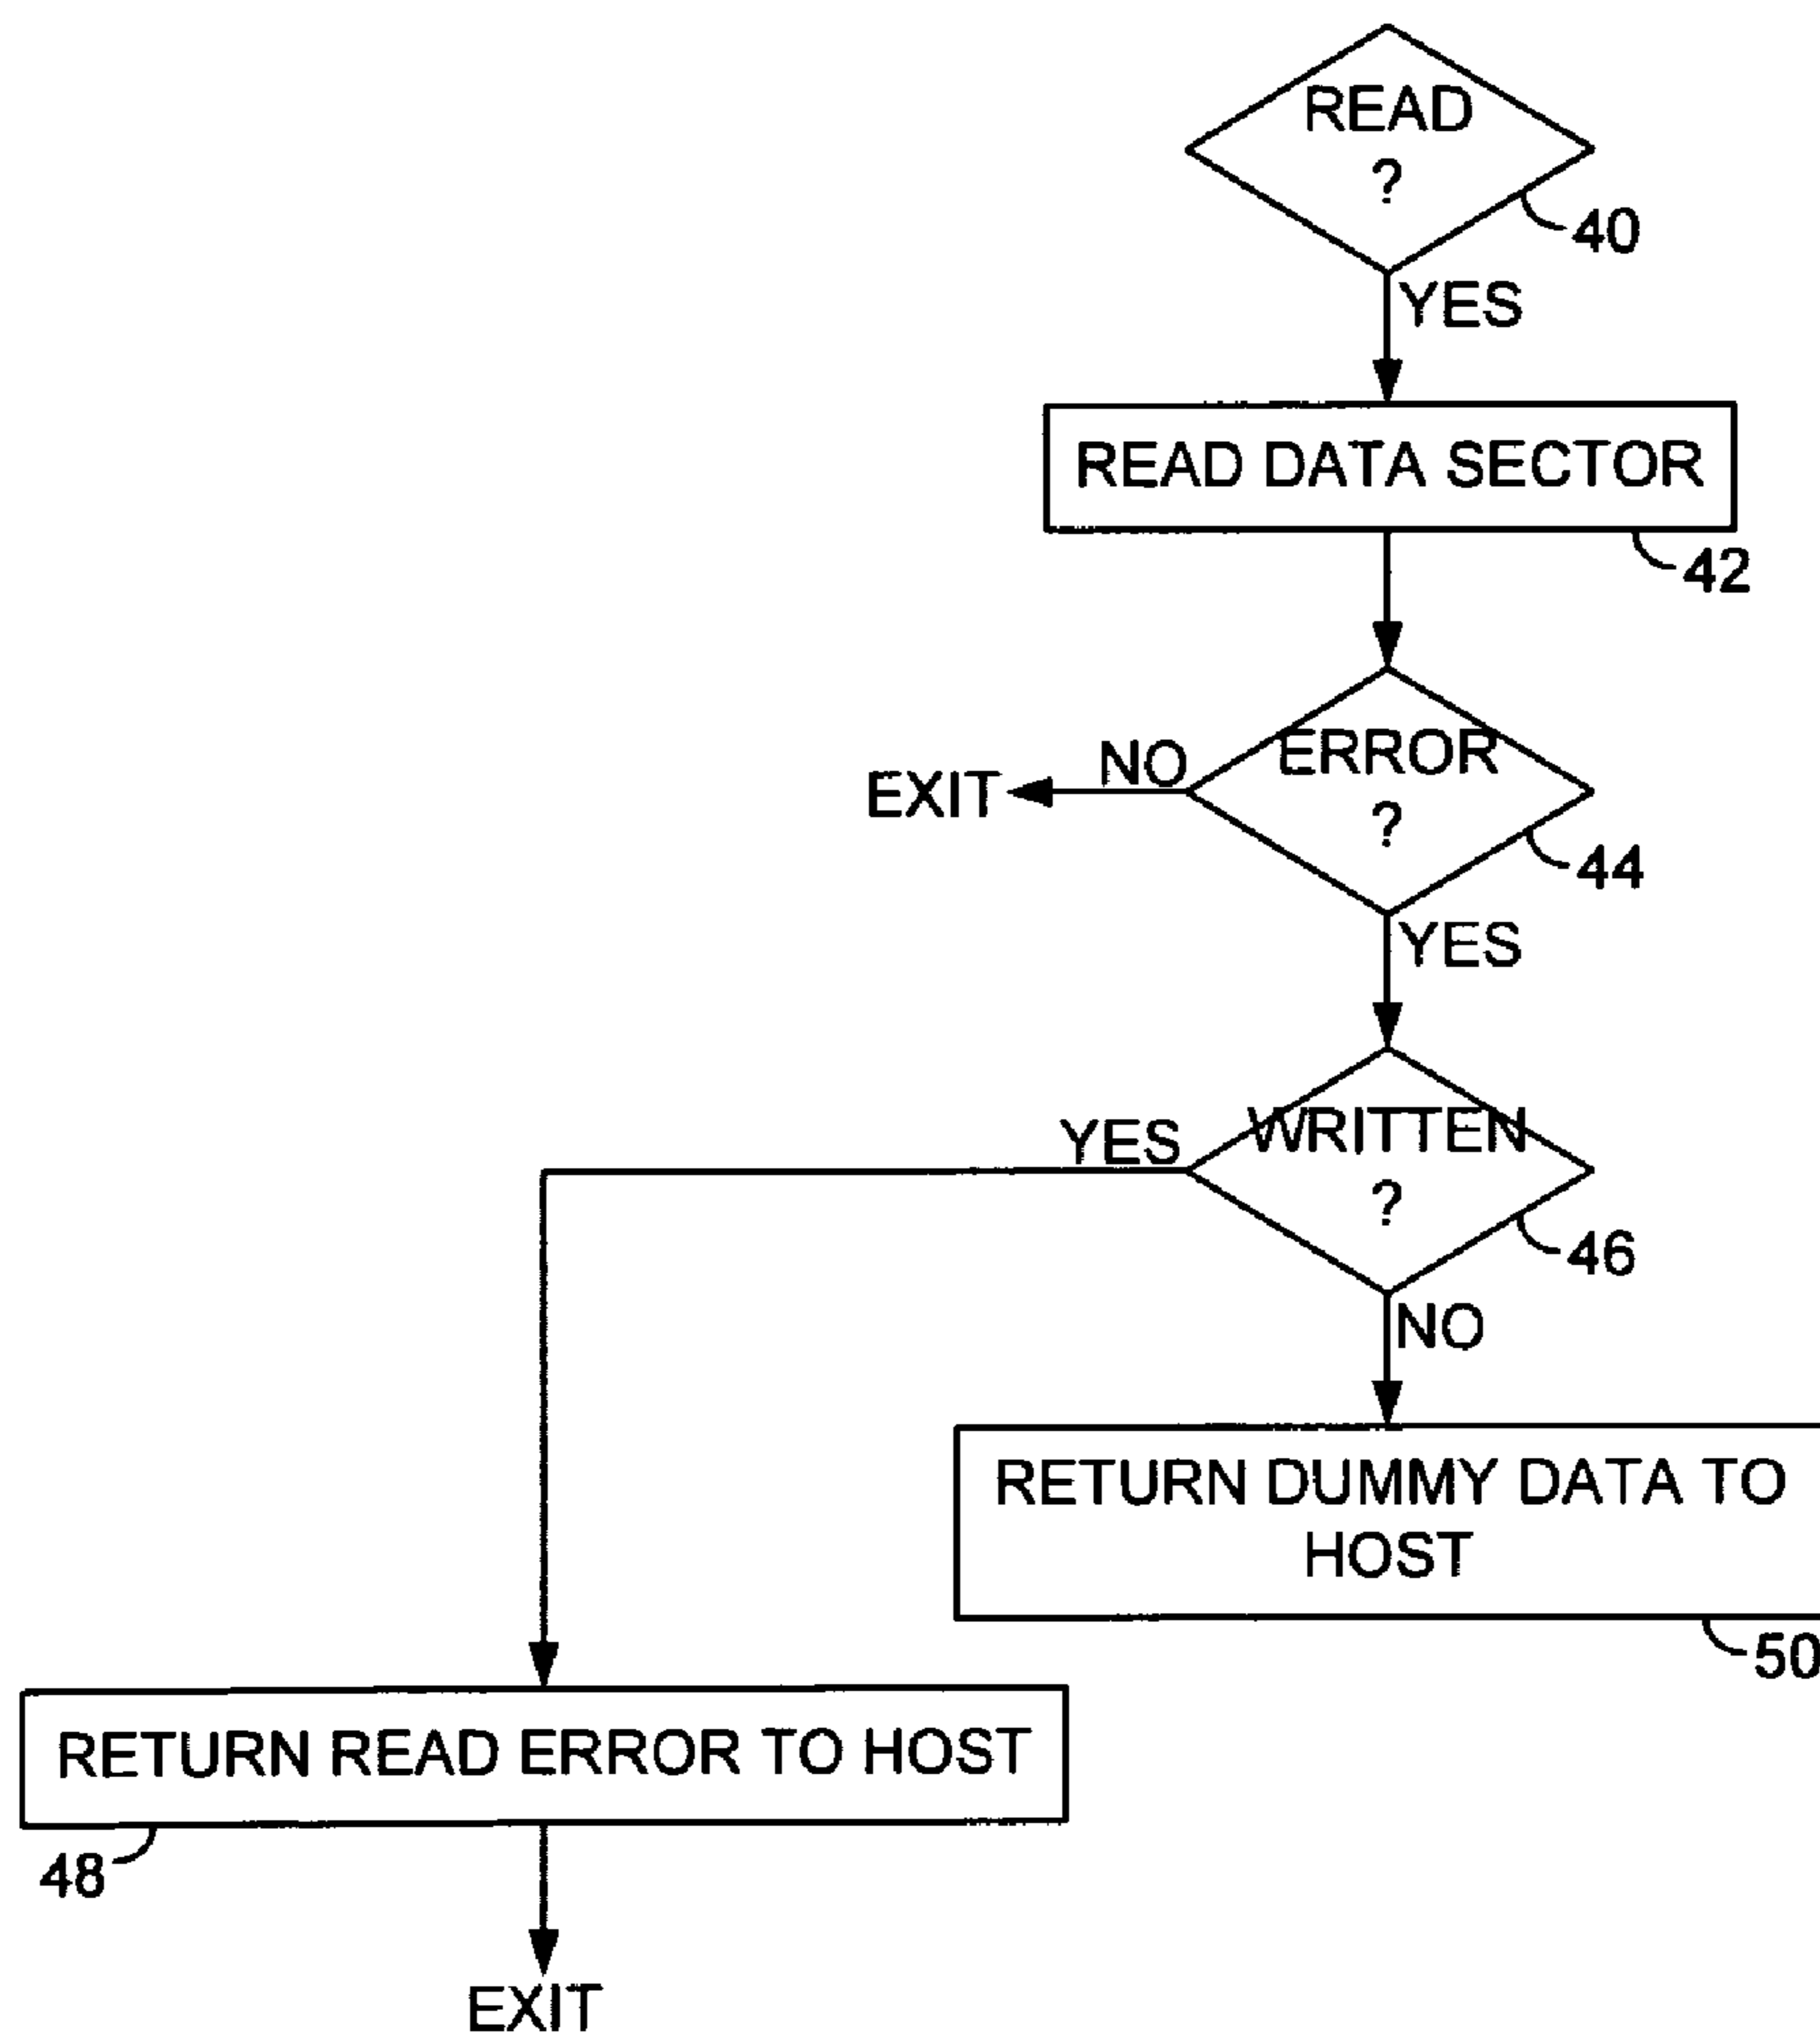 READ
?
40
YES
READ DATA SECTOR
42
NO
ERROR
?
EXIT
44
YES
YES
WRITTEN
?
46
NO
RETURN DUMMY DATA TO
HOST
50
RETURN READ ERROR TO HOST
48
EXIT